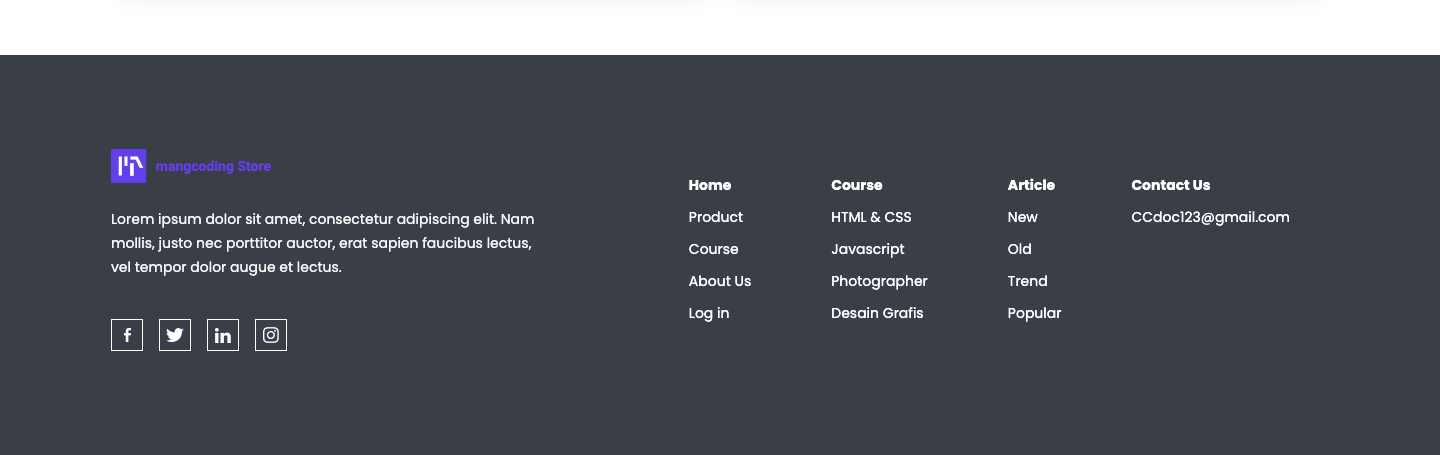 mangcoding Store
Lorem ipsum dolor sit amet, consectetur adipiscing elit. Nam
mollis, justo nec porttitor auctor, erat sapien faucibus lectus,
vel tempor dolor augue et lectus.
Home
Product
Course
About Us
Log in
Course
HTML & CSS
Javascript
Photographer
Desain Grafis
Article
New
Old
Trend
Popular
Contact Us
CCdoc123@gmail.com